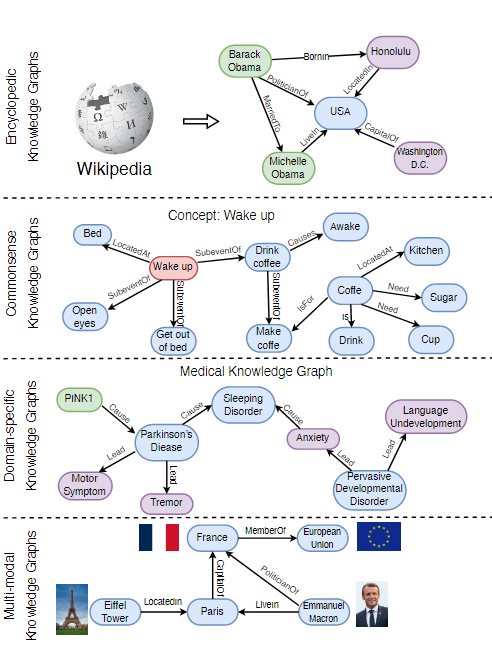 Encyclopedic
Knowledge Graphs
Wikipedia
Barack
Obama
BornIn
Honolulu
PoliticianOf
LocatedIn
USA
MarriedTo
LiveIn
CapitalOf
Michelle
Obama
Washington
D.C.
Commonsense
Knowledge Graphs
Concept: Wake up
Bed
LocatedAt
Wake up
SubeventOf
Drink
coffee
Causes
Awake
SubeventOf
SubeventOf
SubventOf
Open
eyes
Get out
of bed
Make
coffe
IsFor
Coffe
LocatedAt
Kitchen
Need
Sugar
Need
Cup
is
Drink
Domain-specific
Knowledge Graphs
Medical Knowledge Graph
PINK1
Cause
Parkinson's
Diease
Cause
Sleeping
Disorder
Cause
Anxiety
Language
Undevelopment
Lead
Motor
Symptom
Lead
Tremor
Lead
Pervasive
Developmental
Disorder
Lead
Multi-modal
Knowledge Graphs
France
MemberOf
European
Union
CapitalOf
PoliticianOf
Eiffel
Tower
LocatedIn
Paris
LiveIn
Emmanuel
Macron